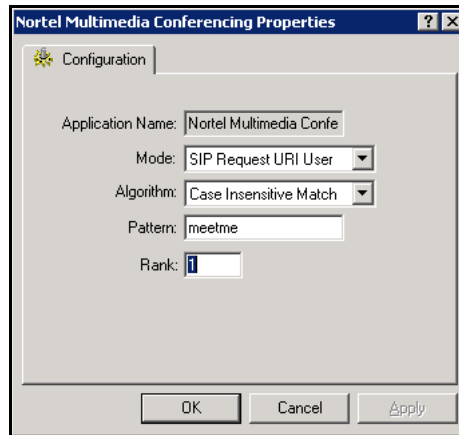 Nortel Multimedia Conferencing Properties ? X
Configuration
Application Name: Nortel Multimedia Confe
Mode: SIP Request URI User
Algorithm: Case Insensitive Match
Pattern: meetme
Rank: 1
OK Cancel Apply